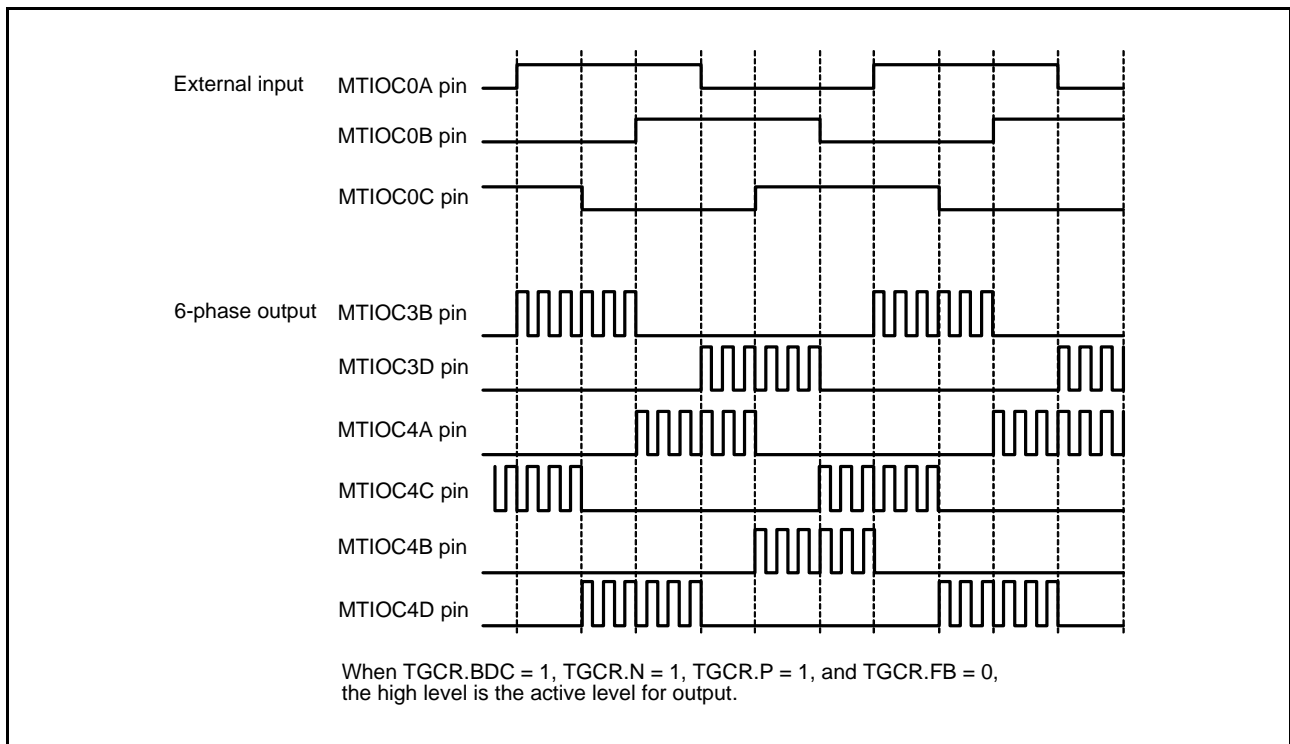 External input MTIOC0A pin
MTIOC0B pin
MTIOC0C pin
6-phase output MTIOC3B pin
MTIOC3D pin
MTIOC4A pin
MTIOC4C pin
MTIOC4B pin
MTIOC4D pin
When TGCR.BDC = 1, TGCR.N = 1, TGCR.P = 1, and TGCR.FB = 0,
the high level is the active level for output.